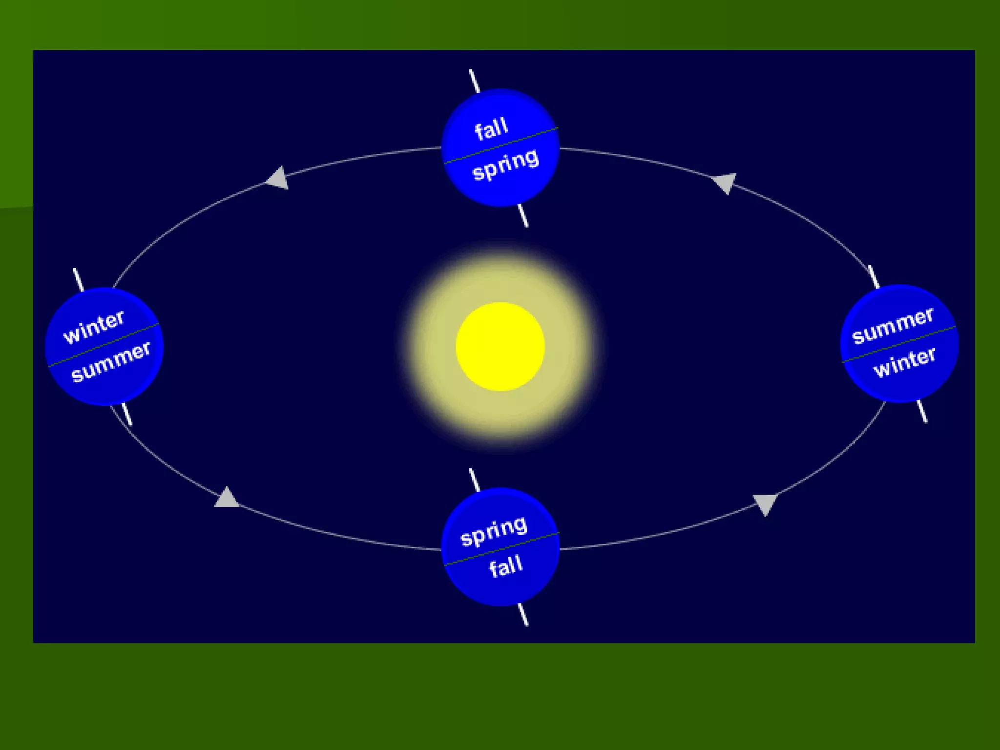 fall
spring
winter
summer
summer
winter
spring
fall